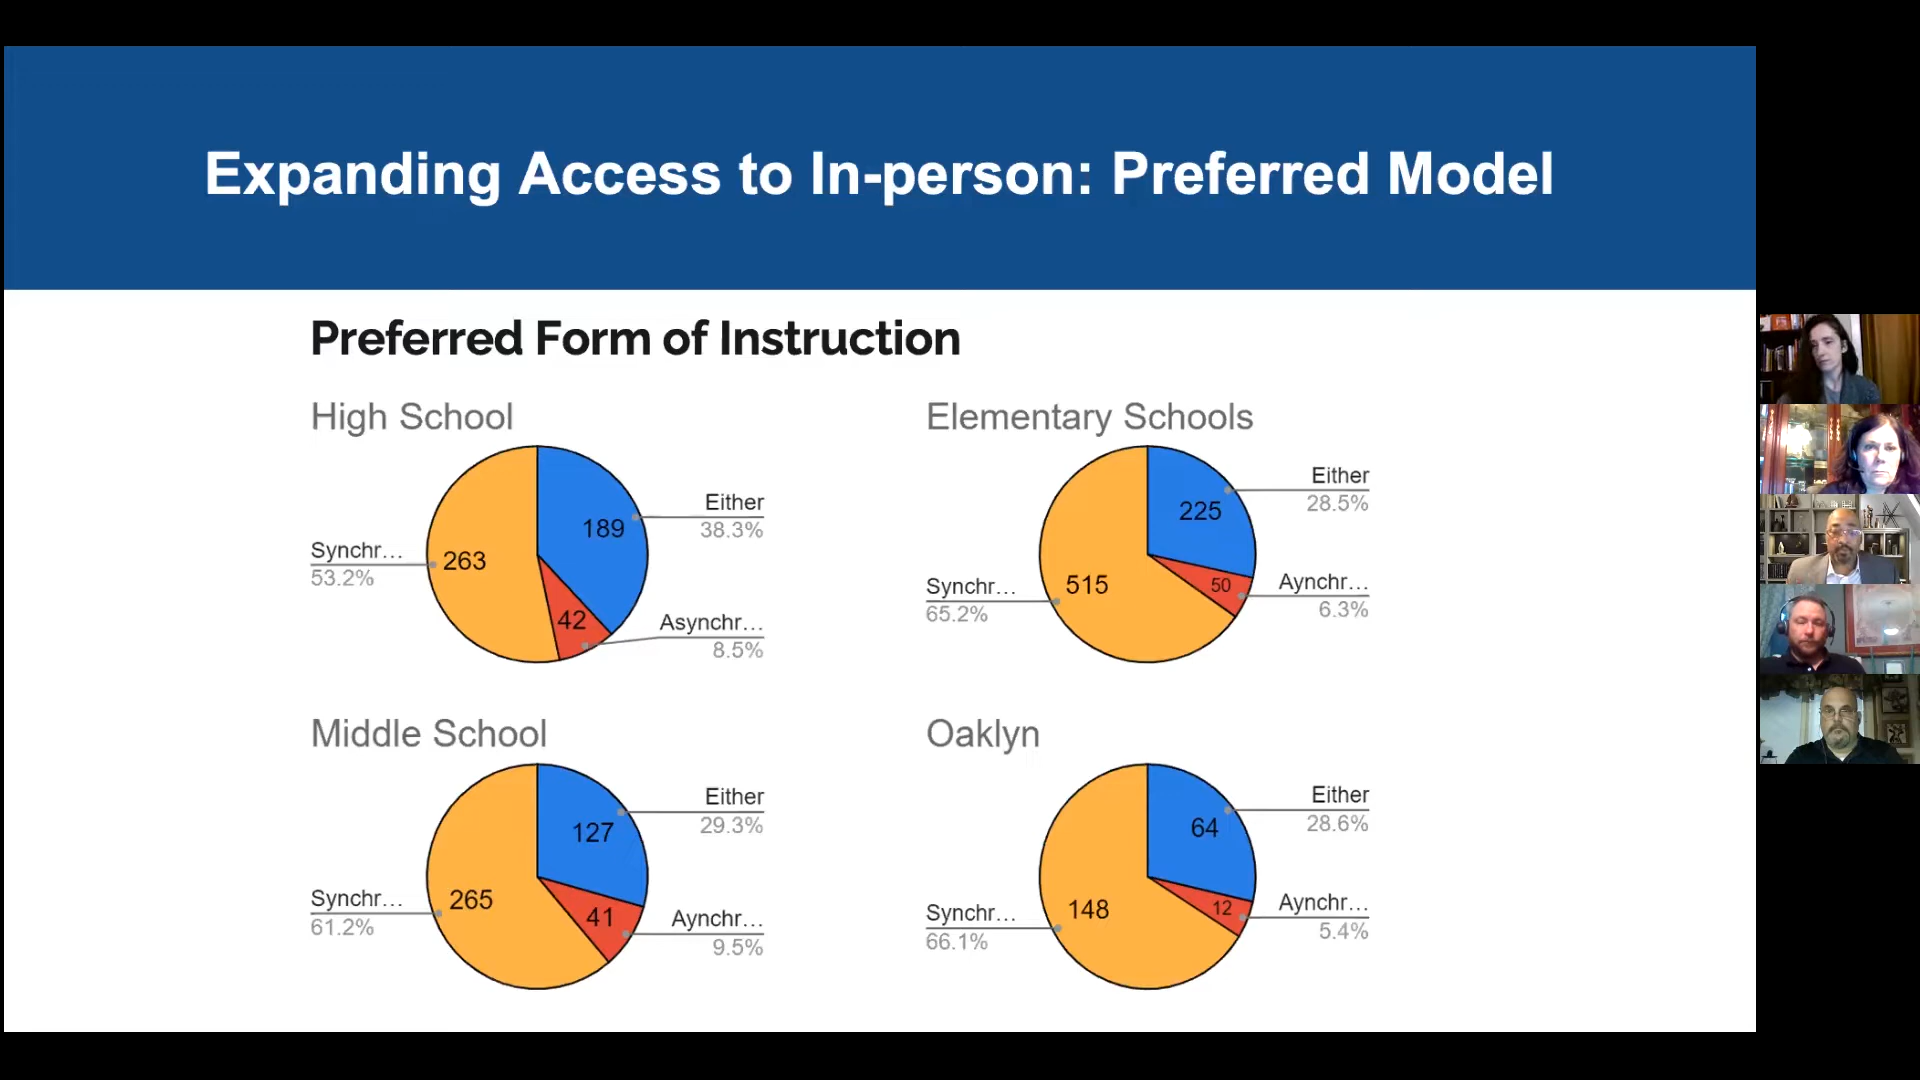 Expanding Access to In-person: Preferred Model
Preferred Form of Instruction
High School
Either
38.3%
189
Synchr…
53.2%
263
42
Asynchr…
8.5%
Elementary Schools
Either
28.5%
225
Synchr…
65.2%
515
50
Aynchr…
6.3%
Middle School
Either
29.3%
127
Synchr…
61.2%
265
41
Aynchr…
9.5%
Oaklyn
Either
28.6%
64
Synchr…
66.1%
148
12
Aynchr…
5.4%